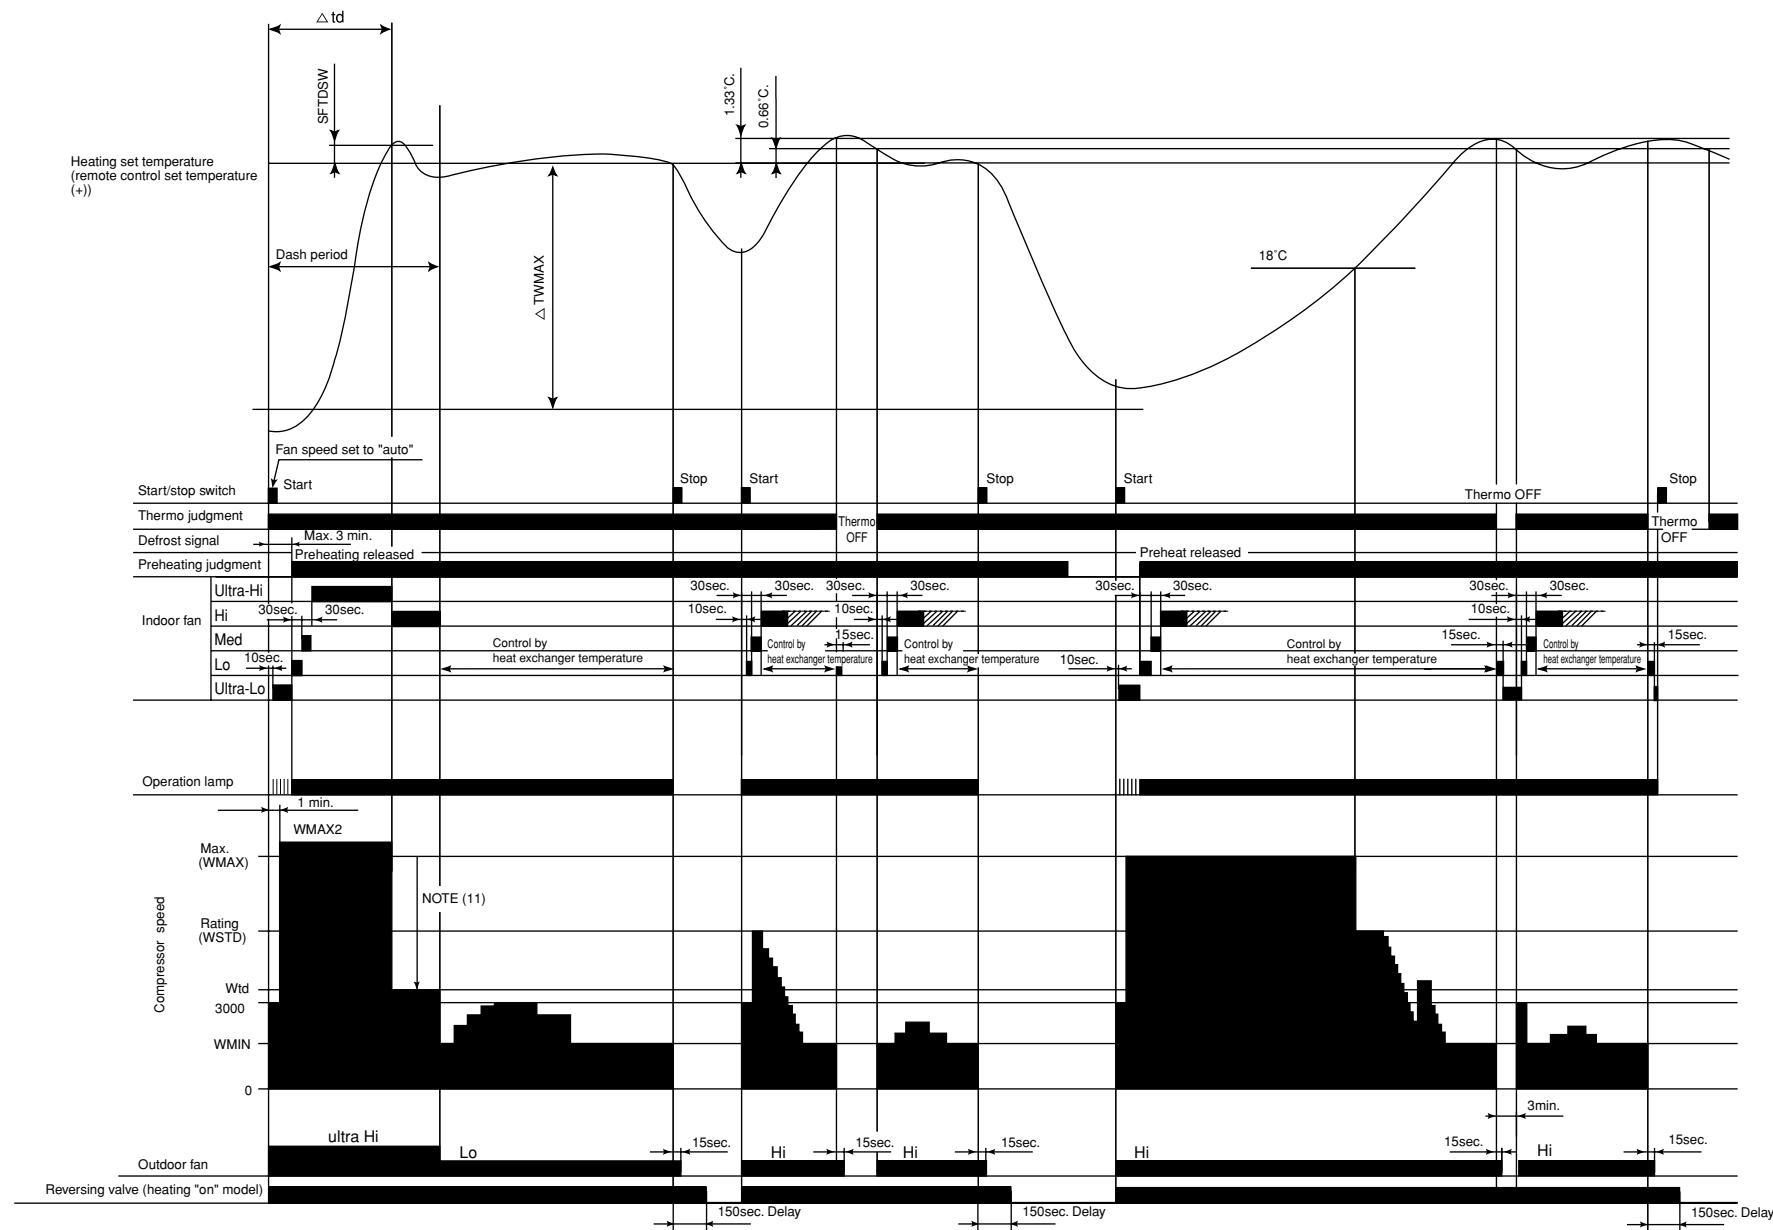 △ td
SFTDSW
1.33°C.
0.66°C.
Heating set temperature
(remote control set temperature
(+))
Dash period
△ TWMAX
18°C
Fan speed set to "auto"
Start/stop switch
Start
Stop
Start
Stop
Start
Thermo OFF
Stop
Thermo judgment
Thermo
OFF
Thermo
OFF
Defrost signal
Max. 3 min.
Preheating judgment
Preheating released
Preheat released
Indoor fan
Ultra-Hi
30sec.
30sec.
30sec.
30sec.
30sec.
30sec.
30sec.
30sec.
Hi
30sec.
30sec.
10sec.
10sec.
10sec.
Med
Control by
heat exchanger temperature
Control by
heat exchanger temperature
15sec.
Control by
heat exchanger temperature
Control by
heat exchanger temperature
15sec.
Control by
heat exchanger temperature
15sec.
Lo
10sec.
10sec.
Ultra-Lo
Operation lamp
1 min.
WMAX2
Compressor speed
Max.
(WMAX)
NOTE (11)
Rating
(WSTD)
Wtd
3000
WMIN
0
3min.
Outdoor fan
ultra Hi
Lo
15sec.
Hi
15sec.
Hi
15sec.
Hi
15sec.
Hi
15sec.
Reversing valve (heating "on" model)
150sec. Delay
150sec. Delay
150sec. Delay